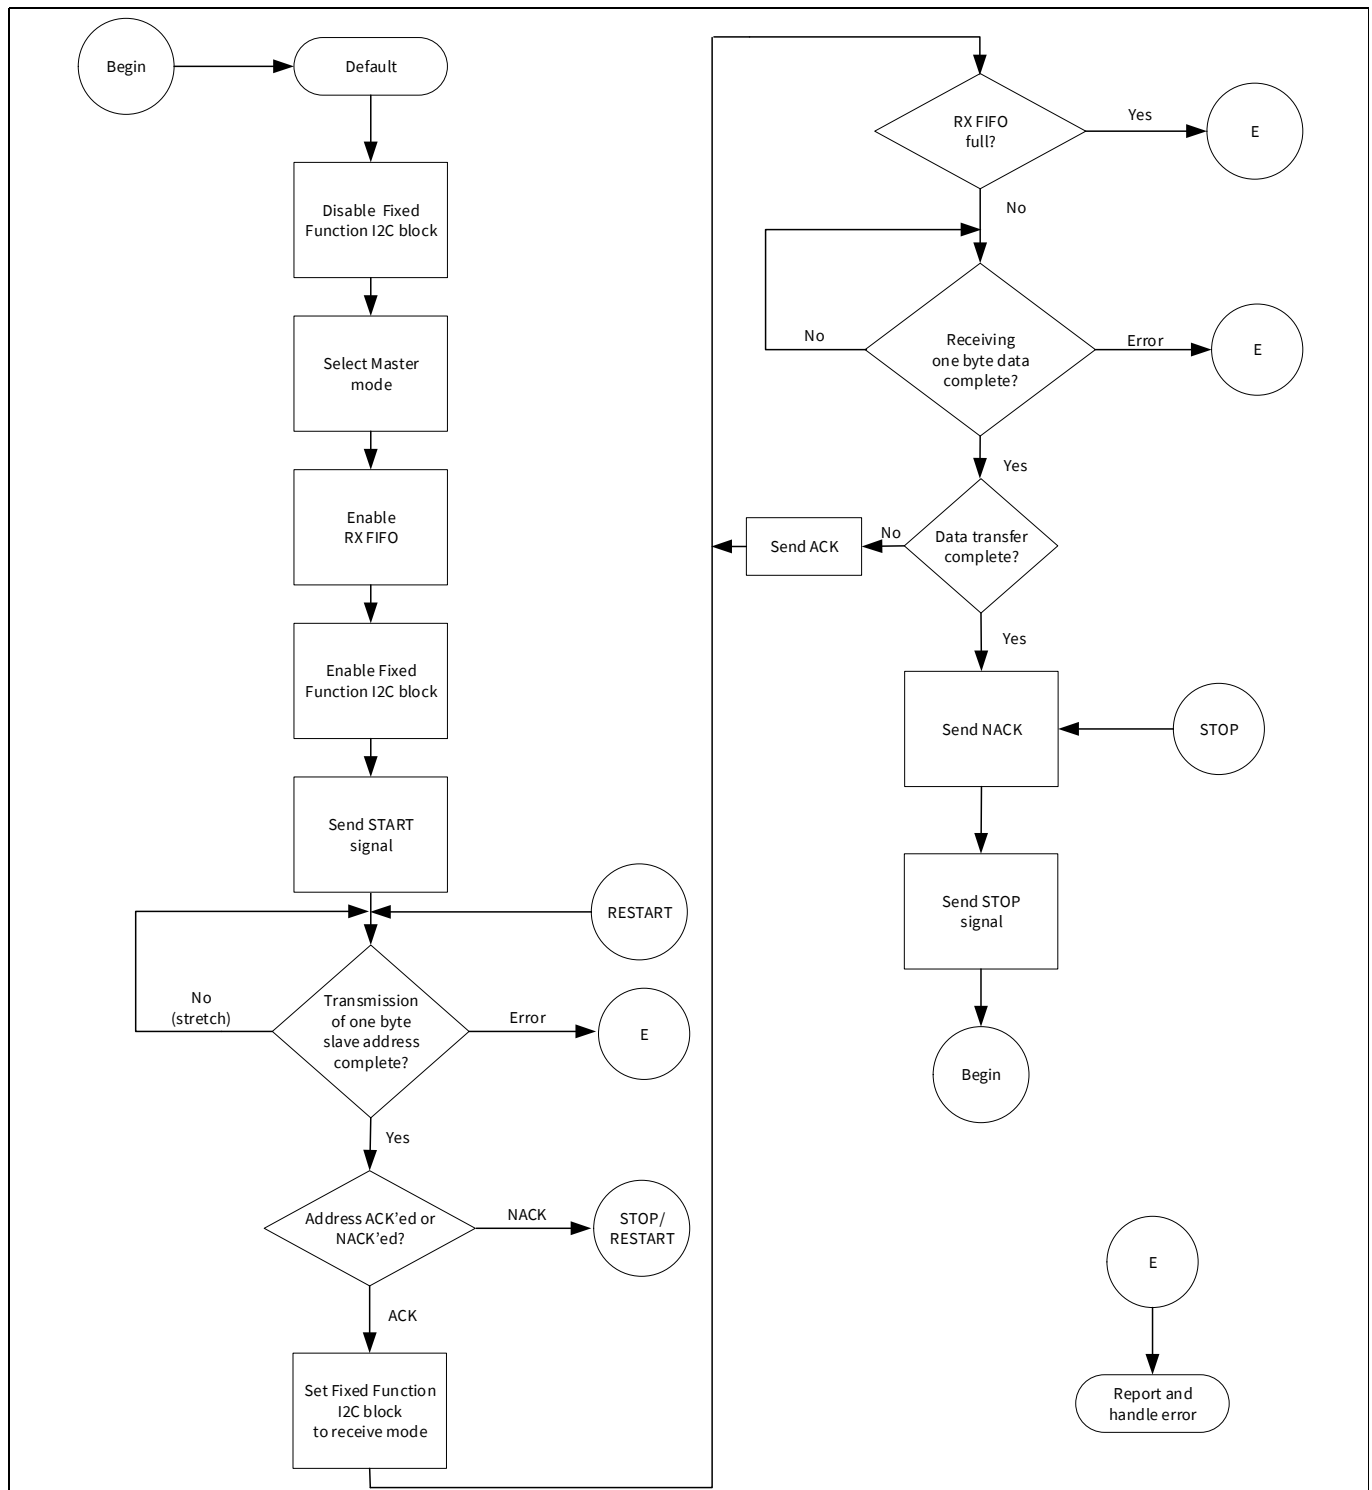 Begin
Default
Disable Fixed
Function I2C block
Select Master
mode
Enable
RX FIFO
Enable Fixed
Function I2C block
Send START
signal
RESTART
No
(stretch)
Transmission
of one byte
slave address
complete?
Error
E
Yes
Address ACK'ed or
NACK'ed?
NACK
STOP/
RESTART
ACK
Set Fixed Function
I2C block
to receive mode
RX FIFO
full?
Yes
E
No
No
Receiving
one byte data
complete?
Error
E
Yes
Send ACK
No
Data transfer
complete?
Yes
Send NACK
STOP
Send STOP
signal
Begin
E
Report and
handle error